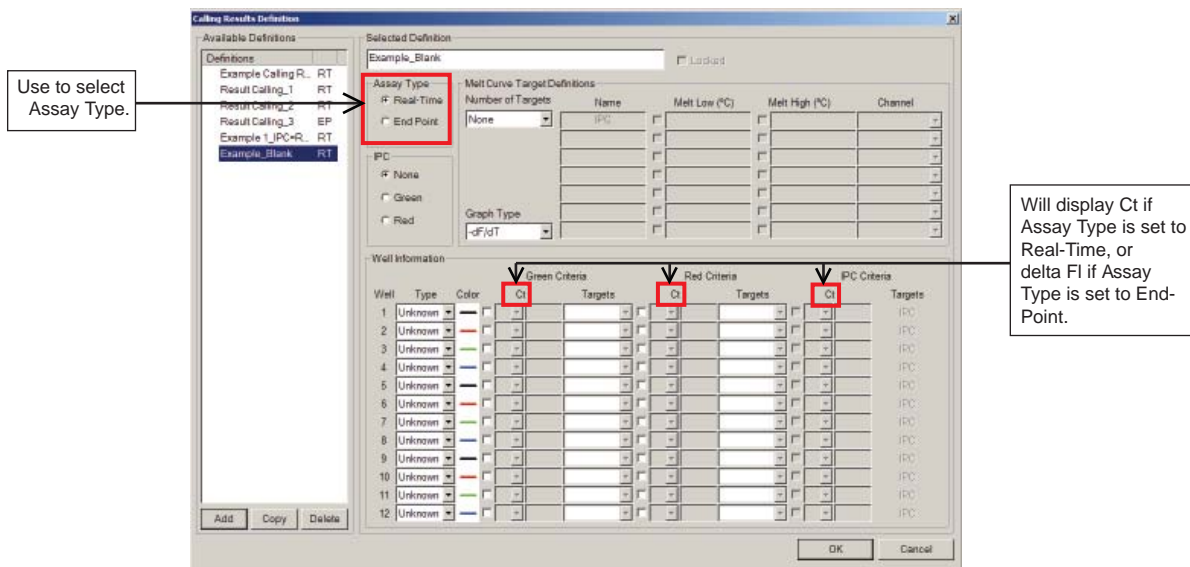 Calling Results Definition
Available Definitions
Definitions
Example Calling R... RT
Result Calling_1 RT
Result Calling_2 RT
Result Calling_3 EP
Example 1_IPC=R... RT
Example_Blank RT
Add Copy Delete
Use to select
Assay Type.
Selected Definition
Example_Blank
Locked
Assay Type
Real-Time
End Point
IPC
None
Green
Red
Melt Curve Target Definitions
Number of Targets Name Melt Low (ºC) Melt High (ºC) Channel
None IPC
Graph Type
-dF/dT
Will display Ct if
Assay Type is set to
Real-Time, or
delta Fl if Assay
Type is set to End-
Point.
Well Information
Green Criteria Red Criteria IPC Criteria
Well Type Color Ct Targets Ct Targets Ct Targets
1 Unknown IPC
2 Unknown IPC
3 Unknown IPC
4 Unknown IPC
5 Unknown IPC
6 Unknown IPC
7 Unknown IPC
8 Unknown IPC
9 Unknown IPC
10 Unknown IPC
11 Unknown IPC
12 Unknown IPC
OK Cancel